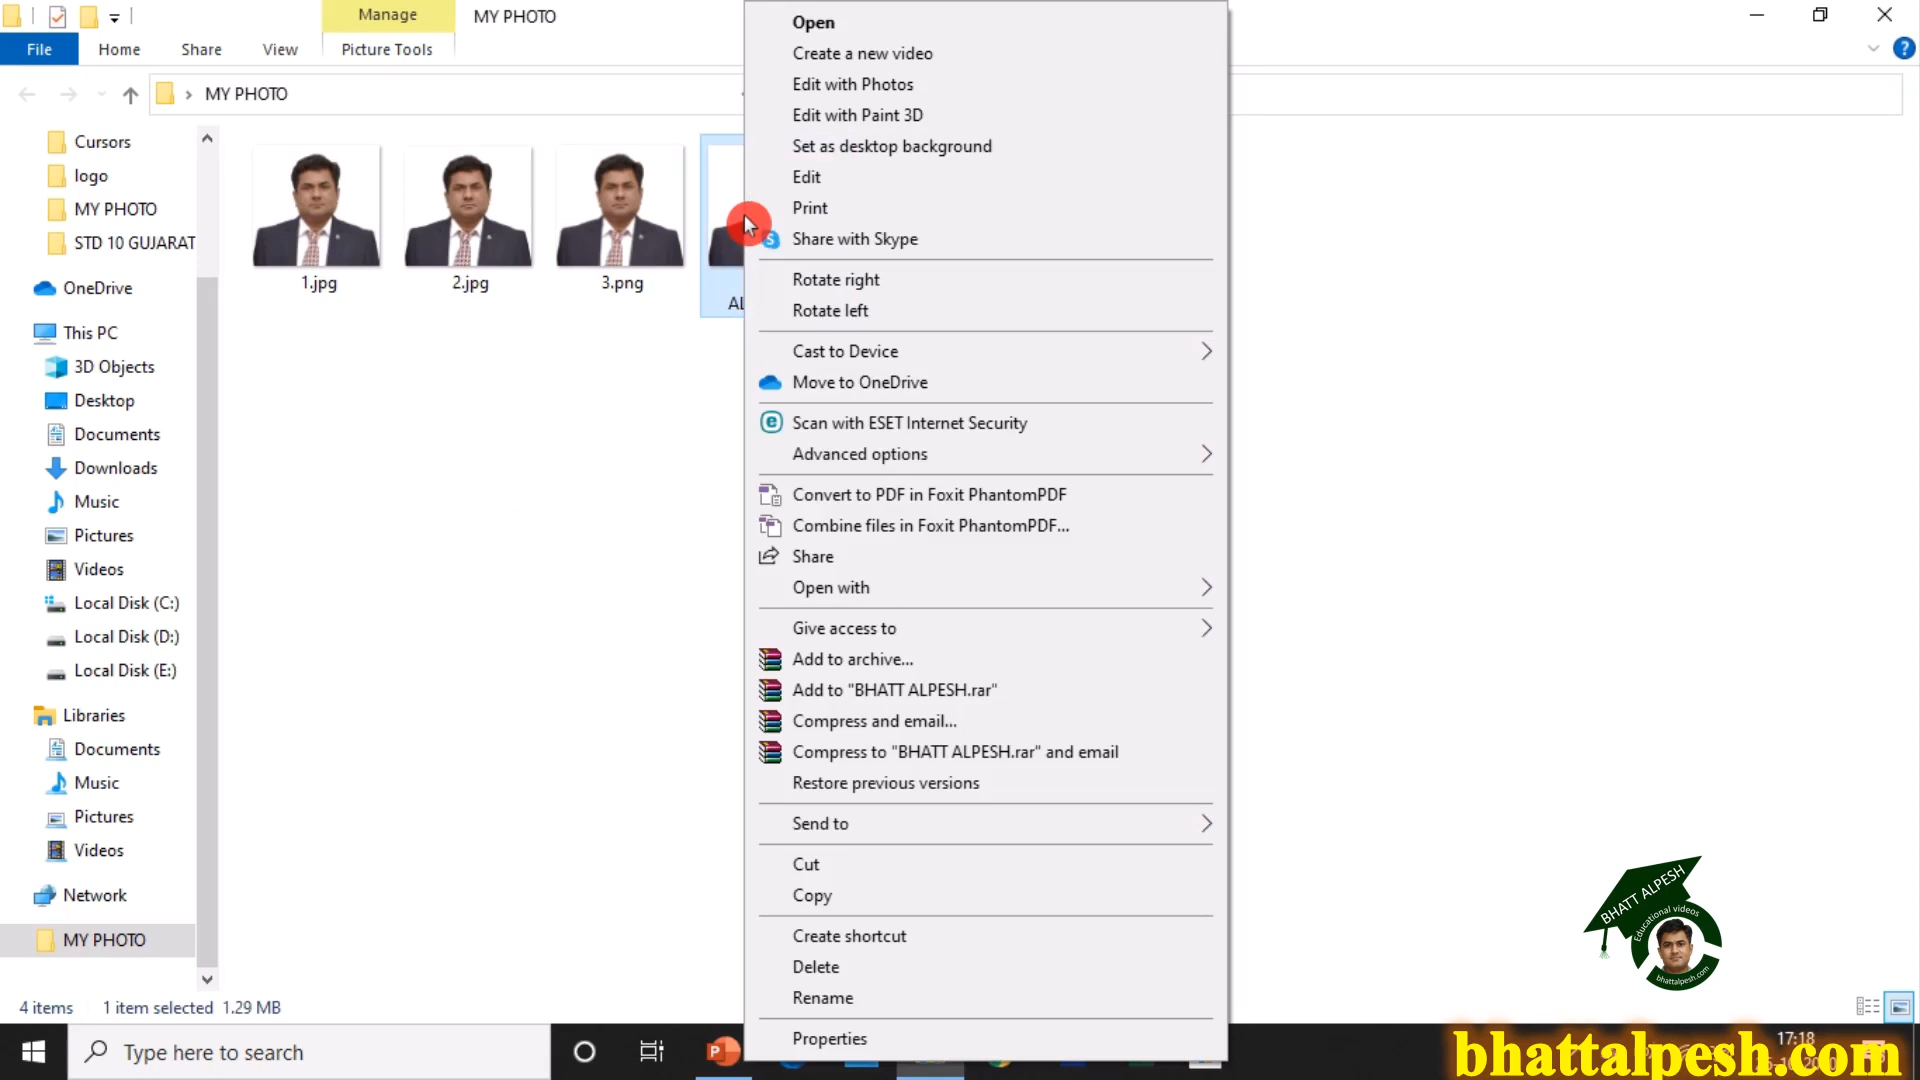 Manage
MY PHOTO
File
Home
Share
View
Picture Tools
MY PHOTO
Cursors
logo
MY PHOTO
STD 10 GUJARAT
OneDrive
This PC
3D Objects
Desktop
Documents
Downloads
Music
Pictures
Videos
Local Disk (C:)
Local Disk (D:)
Local Disk (E:)
Libraries
Documents
Music
Pictures
Videos
Network
MY PHOTO
1.jpg
2.jpg
3.png
AL
Open
Create a new video
Edit with Photos
Edit with Paint 3D
Set as desktop background
Edit
Print
Share with Skype
Rotate right
Rotate left
Cast to Device
Move to OneDrive
Scan with ESET Internet Security
Advanced options
Convert to PDF in Foxit PhantomPDF
Combine files in Foxit PhantomPDF...
Share
Open with
Give access to
Add to archive...
Add to "BHATT ALPESH.rar"
Compress and email...
Compress to "BHATT ALPESH.rar" and email
Restore previous versions
Send to
Cut
Copy
Create shortcut
Delete
Rename
Properties
BHATT ALPESH
Educational videos
bhattalpesh.com
4 items
1 item selected 1.29 MB
Type here to search
17:18
bhattalpesh.com